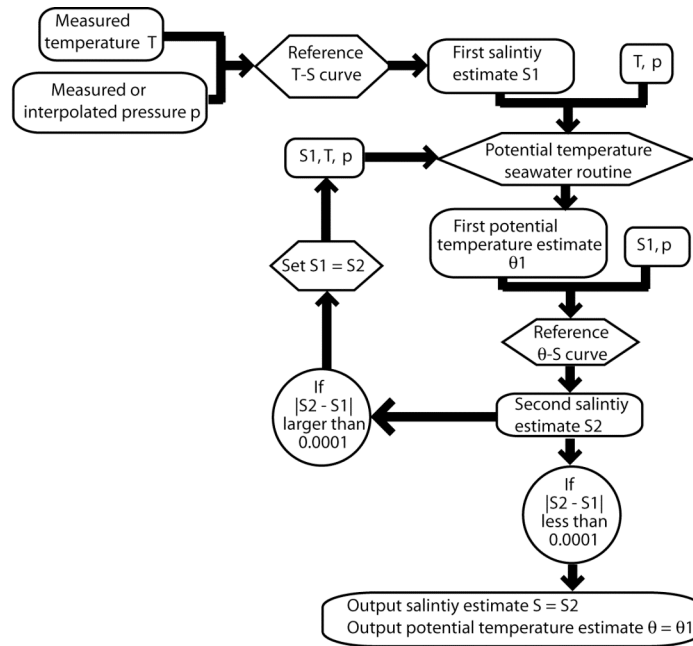 Measured
temperature T
Measured or
interpolated pressure p
Reference
T-S curve
First salintiy
estimate S1
T, p
S1, T, p
Potential temperature
seawater routine
First potential
temperature estimate
θ1
S1, p
Set S1 = S2
Reference
θ-S curve
If
|S2 - S1|
larger than
0.0001
Second salintiy
estimate S2
If
|S2 - S1|
less than
0.0001
Output salintiy estimate S = S2
Output potential temperature estimate θ = θ1